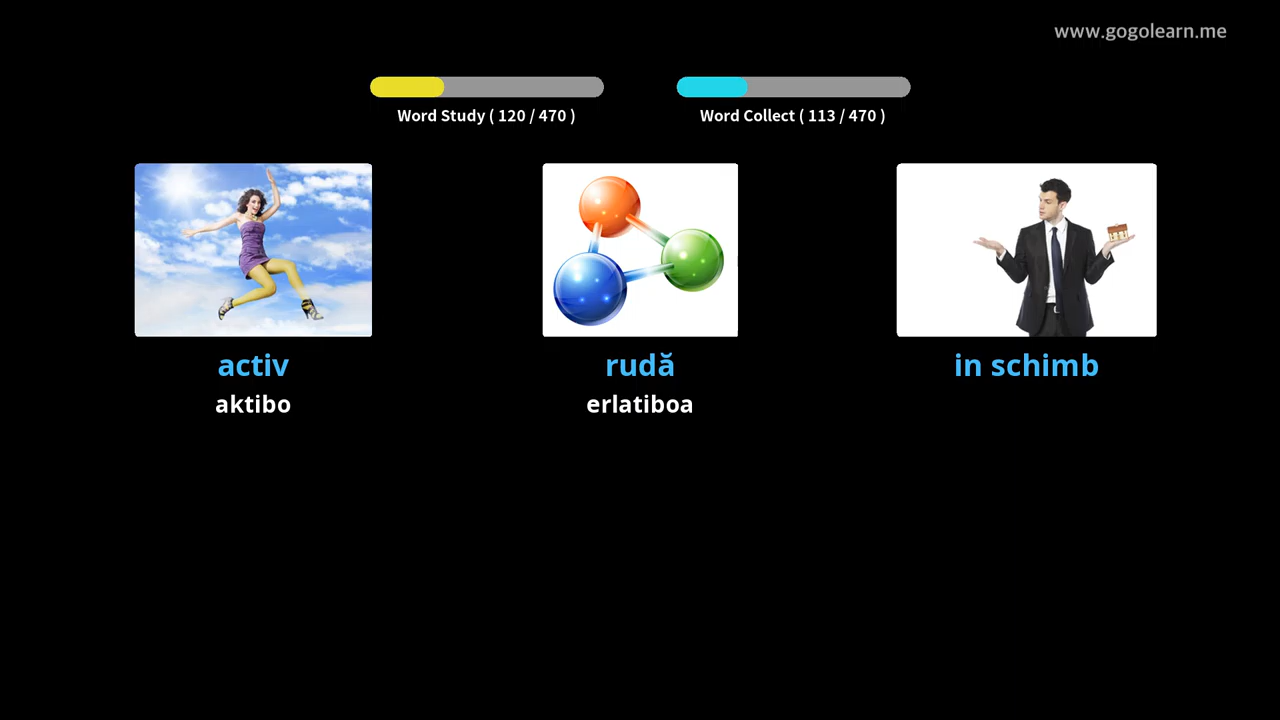 www.gogolearn.me
Word Study ( 120 / 470 )
Word Collect ( 113 / 470 )
activ
aktibo
rudă
erlatiboa
in schimb